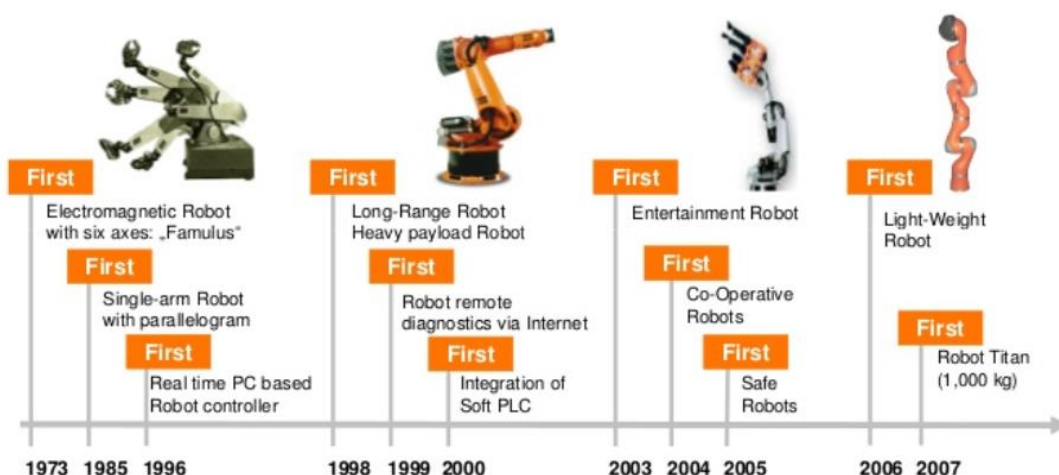 First
Electromagnetic Robot
with six axes: „Famulus“
First
Single-arm Robot
with parallelogram
First
Real time PC based
Robot controller
First
Long-Range Robot
Heavy payload Robot
First
Robot remote
diagnostics via Internet
First
Integration of
Soft PLC
First
Entertainment Robot
First
Co-Operative
Robots
First
Safe
Robots
First
Light-Weight
Robot
First
Robot Titan
(1,000 kg)
1973 1985 1996 1998 1999 2000 2003 2004 2005 2006 2007